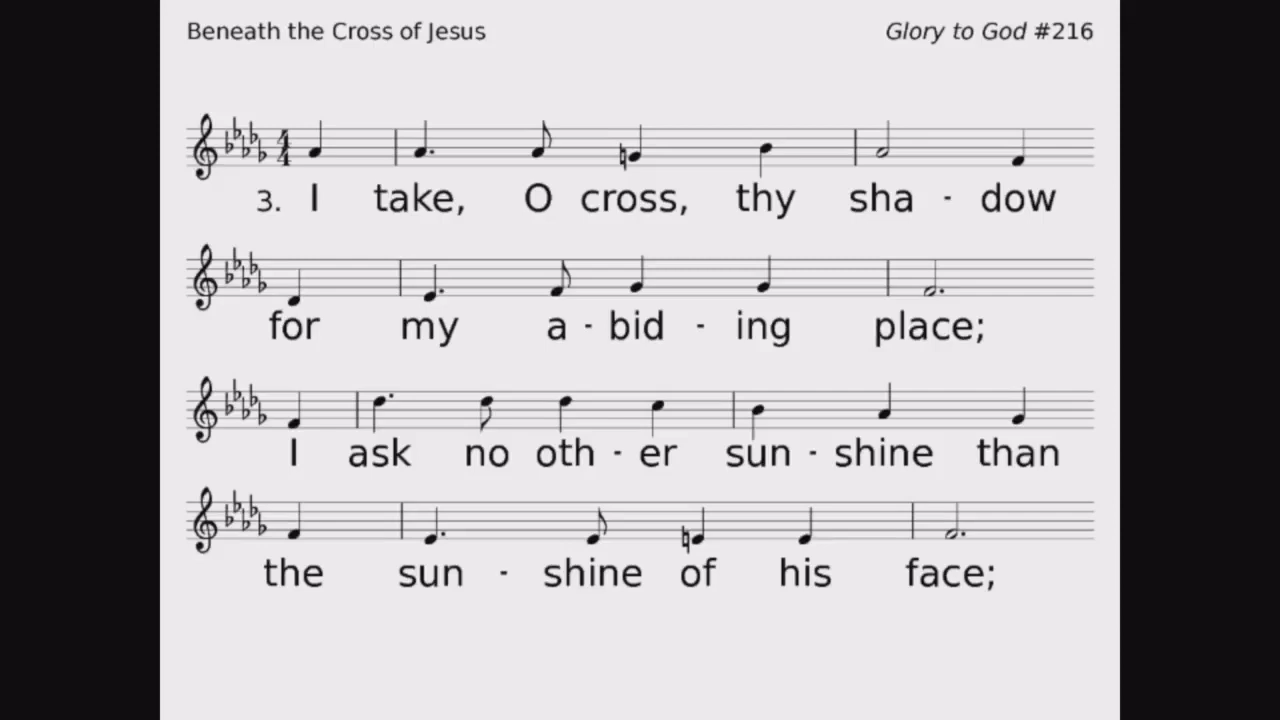 Beneath the Cross of Jesus
Glory to God #216
3. I take, O cross, thy sha - dow
for my a - bid - ing place;
I ask no oth - er sun - shine than
the sun - shine of his face;